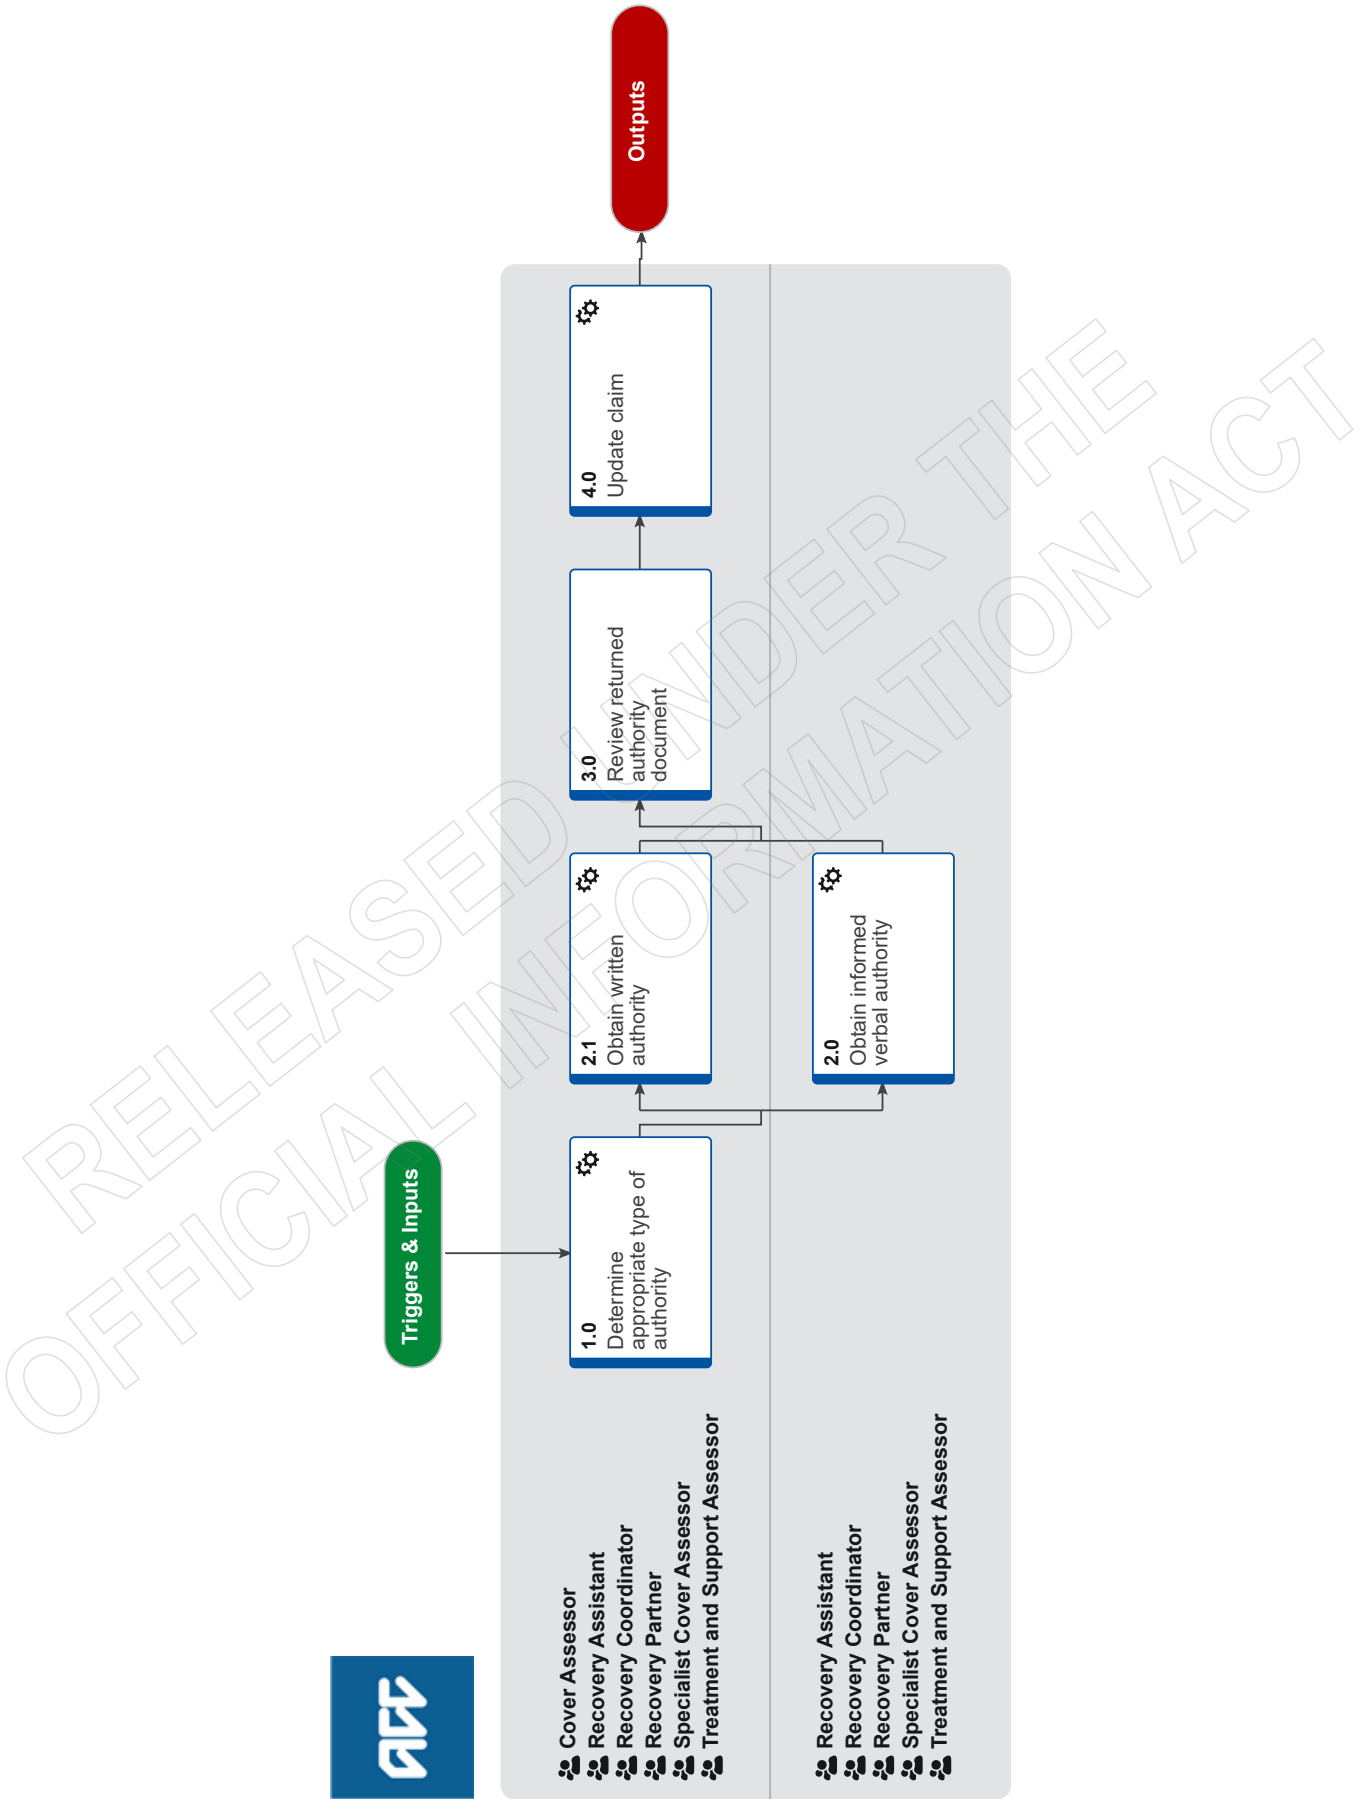 acc
Triggers & Inputs
Cover Assessor
Recovery Assistant
Recovery Coordinator
Recovery Partner
Specialist Cover Assessor
Treatment and Support Assessor
1.0
Determine
appropriate type of
authority
2.1
Obtain written
authority
3.0
Review returned
authority
document
4.0
Update claim
Outputs
Recovery Assistant
Recovery Coordinator
Recovery Partner
Specialist Cover Assessor
Treatment and Support Assessor
2.0
Obtain informed
verbal authority
RELEASED UNDER THE
OFFICIAL INFORMATION ACT